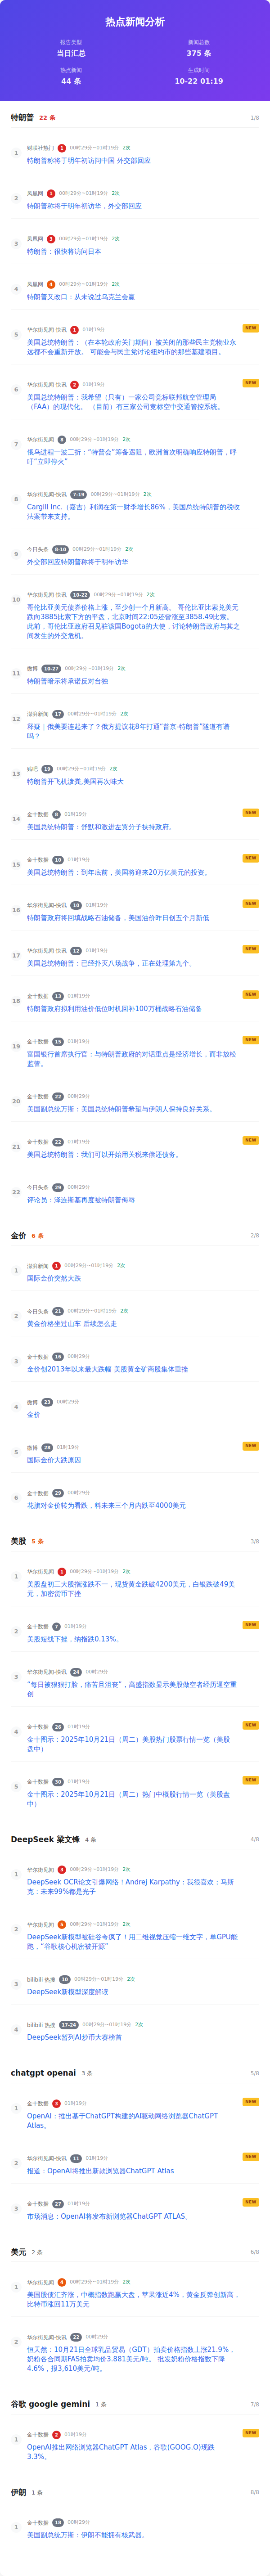 热点新闻分析
报告类型
当日汇总
新闻总数
375 条
热点新闻
44 条
生成时间
10-22 01:19
特朗普 22 条 1/8
1
财联社热门 1 00时29分~01时19分 2次
特朗普称将于明年初访问中国 外交部回应
2
凤凰网 1 00时29分~01时19分 2次
特朗普称将于明年初访华，外交部回应
3
凤凰网 3 00时29分~01时19分 2次
特朗普：很快将访问日本
4
凤凰网 4 00时29分~01时19分 2次
特朗普又改口：从未说过乌克兰会赢
5
华尔街见闻-快讯 1 01时19分 NEW
美国总统特朗普：（在本轮政府关门期间）被关闭的那些民主党物业永
远都不会重新开放。 可能会与民主党讨论纽约市的那些基建项目。
6
华尔街见闻-快讯 2 01时19分 NEW
美国总统特朗普：我希望（只有）一家公司竞标联邦航空管理局
（FAA）的现代化。 （目前）有三家公司竞标空中交通管控系统。
7
华尔街见闻 4 00时29分~01时19分 2次
俄乌进程一波三折：“特普会”筹备遇阻，欧洲首次明确响应特朗普，呼
吁“立即停火”
8
华尔街见闻-快讯 7-19 00时29分~01时19分 2次
Cargill Inc.（嘉吉）利润在第一财季增长86%，美国总统特朗普的税收
法案带来支持。
9
今日头条 8-10 00时29分~01时19分 2次
外交部回应特朗普称将于明年访华
10
华尔街见闻-快讯 10-22 00时29分~01时19分 2次
哥伦比亚美元债券价格上涨，至少创一个月新高。 哥伦比亚比索兑美元
跌向3885比索下方的平盘，北京时间22:05还曾涨至3858.49比索。
此前，哥伦比亚政府召见驻该国Bogota的大使，讨论特朗普政府与其之
间发生的外交危机。
11
微博 10-27 00时29分~01时19分 2次
特朗普暗示将承诺反对台独
12
澎湃新闻 17 00时29分~01时19分 2次
释疑｜俄美要连起来了？俄方提议花8年打通“普京-特朗普”隧道有谱
吗？
13
贴吧 19 00时29分~01时19分 2次
特朗普开飞机泼粪,美国再次味大
14
金十数据 8 01时19分 NEW
美国总统特朗普：舒默和激进左翼分子挟持政府。
15
金十数据 10 01时19分 NEW
美国总统特朗普：到年底前，美国将迎来20万亿美元的投资。
16
华尔街见闻-快讯 10 01时19分 NEW
特朗普政府将回填战略石油储备，美国油价昨日创五个月新低
17
华尔街见闻-快讯 12 01时19分 NEW
美国总统特朗普：已经扑灭八场战争，正在处理第九个。
18
金十数据 13 01时19分 NEW
特朗普政府拟利用油价低位时机回补100万桶战略石油储备
19
金十数据 15 01时19分 NEW
富国银行首席执行官：与特朗普政府的对话重点是经济增长，而非放松
监管。
20
金十数据 22 00时29分
美国副总统万斯：美国总统特朗普希望与伊朗人保持良好关系。
21
金十数据 22 01时19分 NEW
美国总统特朗普：我们可以开始用关税来偿还债务。
22
今日头条 29 00时29分
评论员：泽连斯基再度被特朗普侮辱
金价 6 条 2/8
1
澎湃新闻 1 00时29分~01时19分 2次
国际金价突然大跌
2
今日头条 21 00时29分~01时19分 2次
黄金价格坐过山车 后续怎么走
3
金十数据 16 00时29分
金价创2013年以来最大跌幅 美股黄金矿商股集体重挫
4
微博 23 00时29分
金价
5
微博 28 01时19分 NEW
国际金价大跌原因
6
金十数据 29 00时29分
花旗对金价转为看跌，料未来三个月内跌至4000美元
美股 5 条 3/8
1
华尔街见闻 1 00时29分~01时19分 2次
美股盘初三大股指涨跌不一，现货黄金跌破4200美元，白银跌破49美
元，加密货币下挫
2
金十数据 7 01时19分 NEW
美股短线下挫，纳指跌0.13%。
3
华尔街见闻-快讯 24 00时29分
“每日被狠狠打脸，痛苦且沮丧”，高盛指数显示美股做空者经历逼空重
创
4
金十数据 26 01时19分 NEW
金十图示：2025年10月21日（周二）美股热门股票行情一览（美股
盘中）
5
金十数据 30 01时19分 NEW
金十图示：2025年10月21日（周二）热门中概股行情一览（美股盘
中）
DeepSeek 梁文锋 4 条 4/8
1
华尔街见闻 3 00时29分~01时19分 2次
DeepSeek OCR论文引爆网络！Andrej Karpathy：我很喜欢；马斯
克：未来99%都是光子
2
华尔街见闻 5 00时29分~01时19分 2次
DeepSeek新模型被硅谷夸疯了！用二维视觉压缩一维文字，单GPU能
跑，“谷歌核心机密被开源”
3
bilibili 热搜 10 00时29分~01时19分 2次
DeepSeek新模型深度解读
4
bilibili 热搜 17-24 00时29分~01时19分 2次
DeepSeek暂列AI炒币大赛榜首
chatgpt openai 3 条 5/8
1
金十数据 3 01时19分 NEW
OpenAI：推出基于ChatGPT构建的AI驱动网络浏览器ChatGPT
Atlas。
2
华尔街见闻-快讯 11 01时19分 NEW
报道：OpenAI将推出新款浏览器ChatGPT Atlas
3
金十数据 27 01时19分 NEW
市场消息：OpenAI将发布新浏览器ChatGPT ATLAS。
美元 2 条 6/8
1
华尔街见闻 4 00时29分~01时19分 2次
美国股债汇齐涨，中概指数跑赢大盘，苹果涨近4%，黄金反弹创新高，
比特币涨回11万美元
2
华尔街见闻-快讯 22 00时29分
恒天然：10月21日全球乳品贸易（GDT）拍卖价格指数上涨21.9%，
奶粉各合同期FAS拍卖均价3.881美元/吨。 批发奶粉价格指数下降
4.6%，报3,610美元/吨。
谷歌 google gemini 1 条 7/8
1
金十数据 2 01时19分 NEW
OpenAI推出网络浏览器ChatGPT Atlas，谷歌(GOOG.O)现跌
3.3%。
伊朗 1 条 8/8
1
金十数据 18 00时29分
美国副总统万斯：伊朗不能拥有核武器。